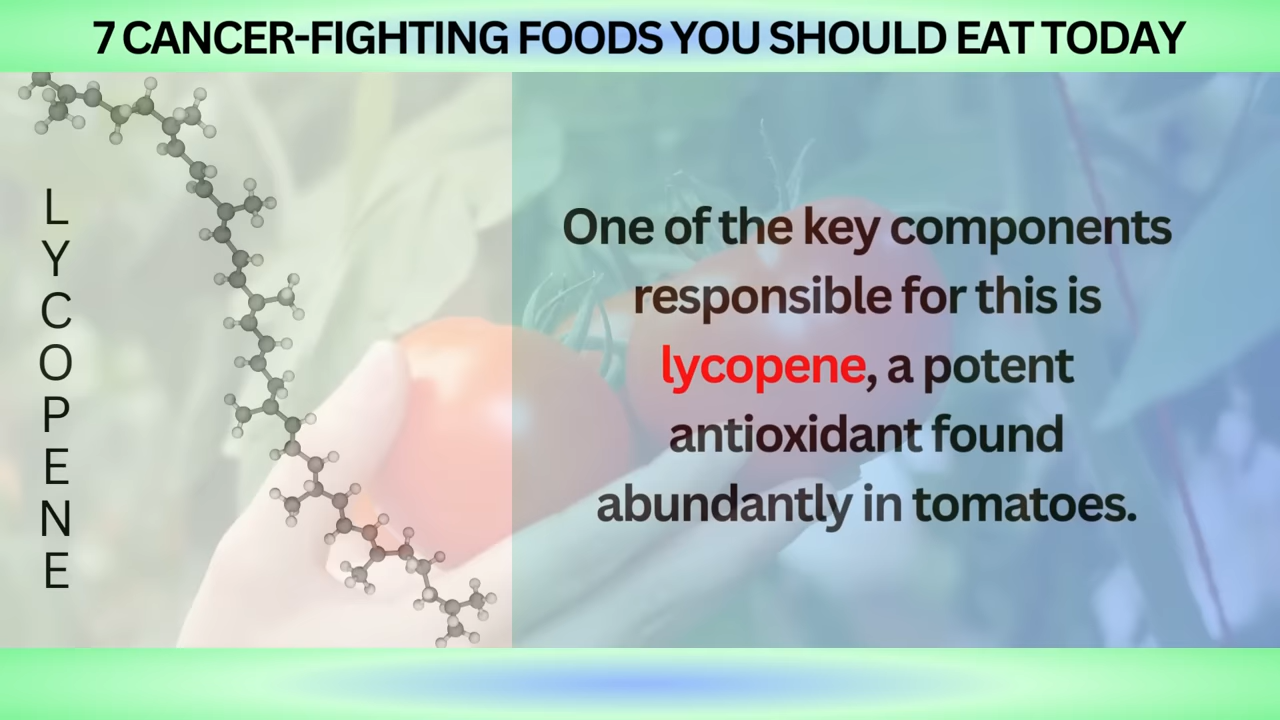 7 CANCER-FIGHTING FOODS YOU SHOULD EAT TODAY
LYCOPENE
One of the key components
responsible for this is
lycopene, a potent
antioxidant found
abundantly in tomatoes.